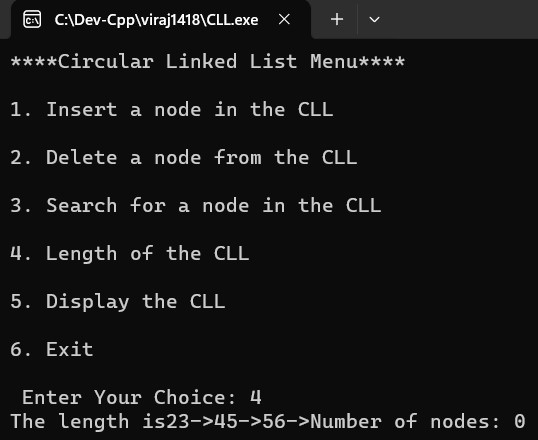 C:\Dev-Cpp\viraj1418\CLL.exe
****Circular Linked List Menu****
1. Insert a node in the CLL
2. Delete a node from the CLL
3. Search for a node in the CLL
4. Length of the CLL
5. Display the CLL
6. Exit
Enter Your Choice: 4
The length is23->45->56->Number of nodes: 0